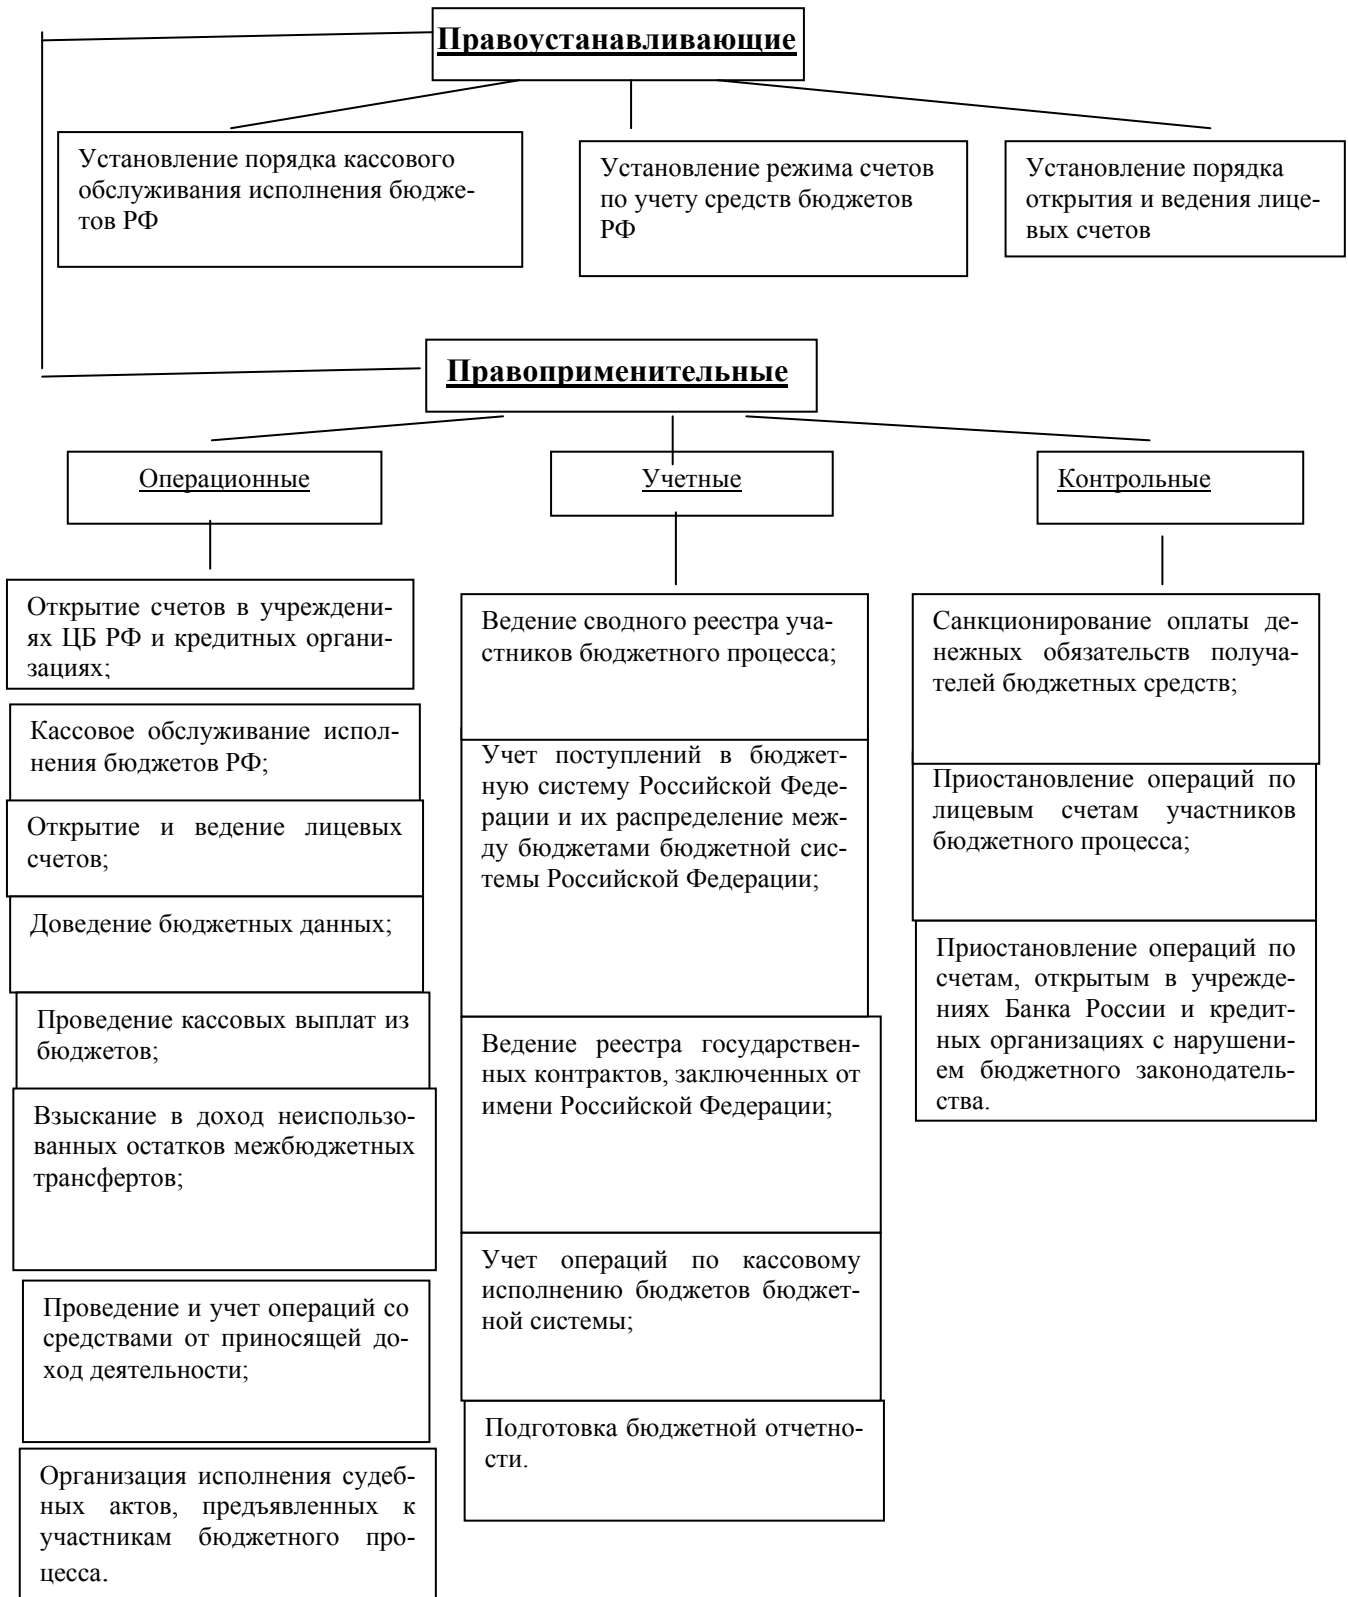 Правоустанавливающие
Установление порядка кассового
обслуживания исполнения бюдже-
тов РФ
Установление режима счетов
по учету средств бюджетов
РФ
Установление порядка
открытия и ведения лице-
вых счетов
Правоприменительные
Операционные
Учетные
Контрольные
Открытие счетов в учреждени-
ях ЦБ РФ и кредитных органи-
зациях;
Кассовое обслуживание испол-
нения бюджетов РФ;
Открытие и ведение лицевых
счетов;
Доведение бюджетных данных;
Проведение кассовых выплат из
бюджетов;
Взыскание в доход неиспользо-
ванных остатков межбюджетных
трансфертов;
Проведение и учет операций со
средствами от приносящей до-
ход деятельности;
Организация исполнения судеб-
ных актов, предъявленных к
участникам бюджетного про-
цесса.
Ведение сводного реестра уча-
стников бюджетного процесса;
Учет поступлений в бюджет-
ную систему Российской Феде-
рации и их распределение меж-
ду бюджетами бюджетной сис-
темы Российской Федерации;
Ведение реестра государствен-
ных контрактов, заключенных от
имени Российской Федерации;
Учет операций по кассовому
исполнению бюджетов бюджет-
ной системы;
Подготовка бюджетной отчетно-
сти.
Санкционирование оплаты де-
нежных обязательств получа-
телей бюджетных средств;
Приостановление операций по
лицевым счетам участников
бюджетного процесса;
Приостановление операций по
счетам, открытым в учрежде-
ниях Банка России и кредит-
ных организациях с нарушени-
ем бюджетного законодатель-
ства.